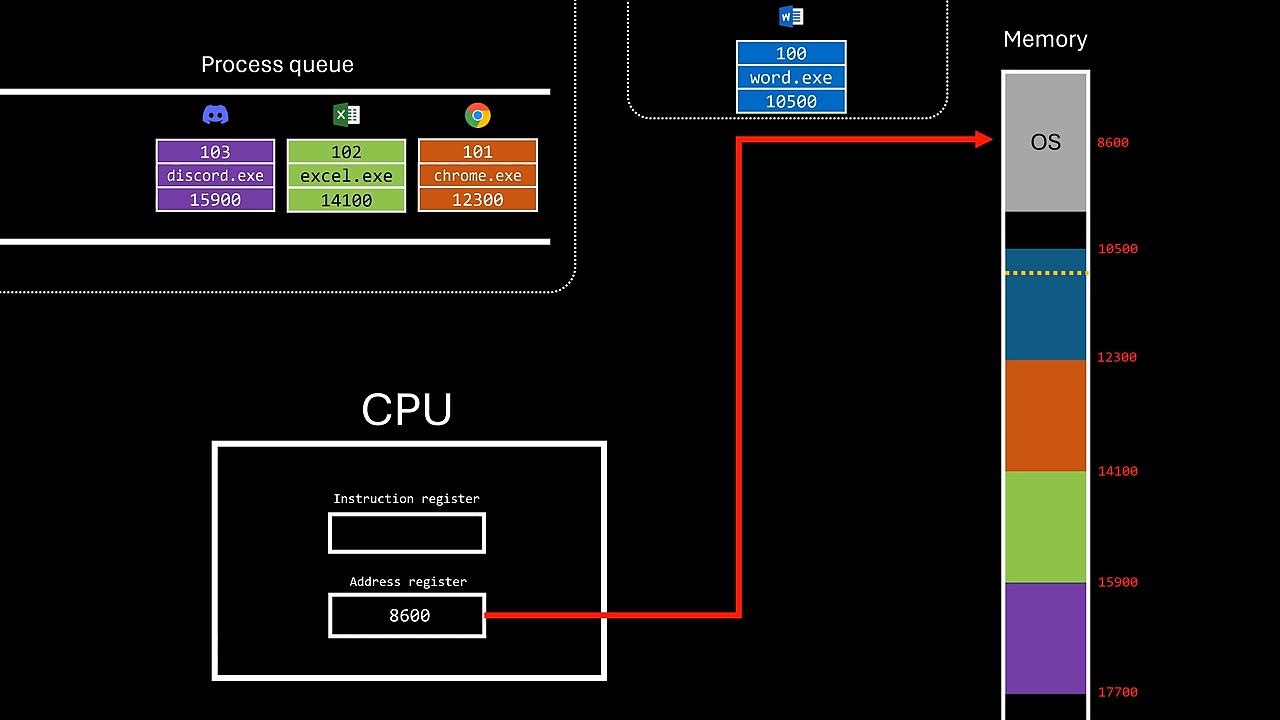 Process queue
103
discord.exe
15900
102
excel.exe
14100
101
chrome.exe
12300
W
100
word.exe
10500
Memory
OS
8600
10500
12300
14100
15900
17700
CPU
Instruction register
Address register
8600